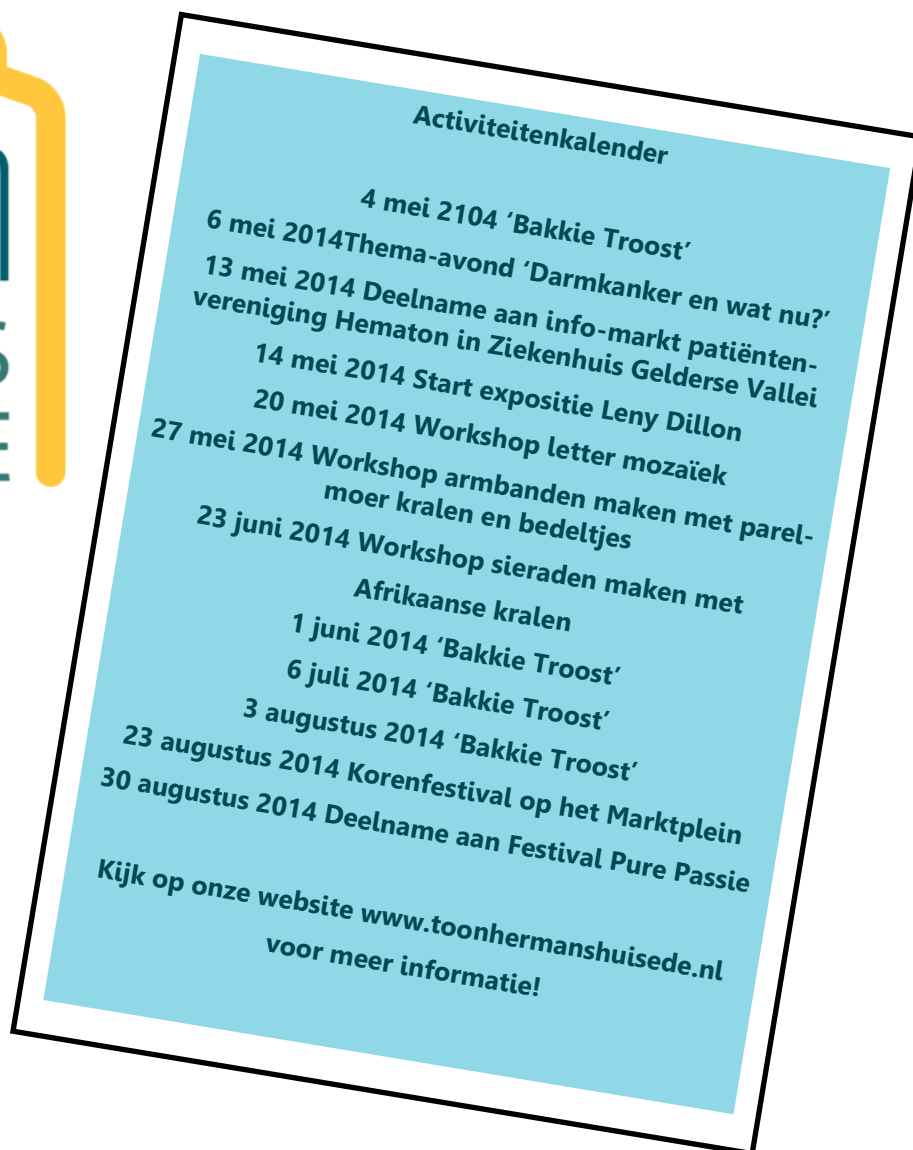 Activiteitenkalender
4 mei 2104 ‘Bakkie Troost’
6 mei 2014Thema-avond ‘Darmkanker en wat nu?’
13 mei 2014 Deelname aan info-markt patiënten-
vereniging Hematon in Ziekenhuis Gelderse Vallei
14 mei 2014 Start expositie Leny Dillon
20 mei 2014 Workshop letter mozaïek
27 mei 2014 Workshop armbanden maken met parel-
moer kralen en bedeltjes
23 juni 2014 Workshop sieraden maken met
Afrikaanse kralen
1 juni 2014 ‘Bakkie Troost’
6 juli 2014 ‘Bakkie Troost’
3 augustus 2014 ‘Bakkie Troost’
23 augustus 2014 Korenfestival op het Marktplein
30 augustus 2014 Deelname aan Festival Pure Passie
Kijk op onze website www.toonhermanshuisede.nl
voor meer informatie!